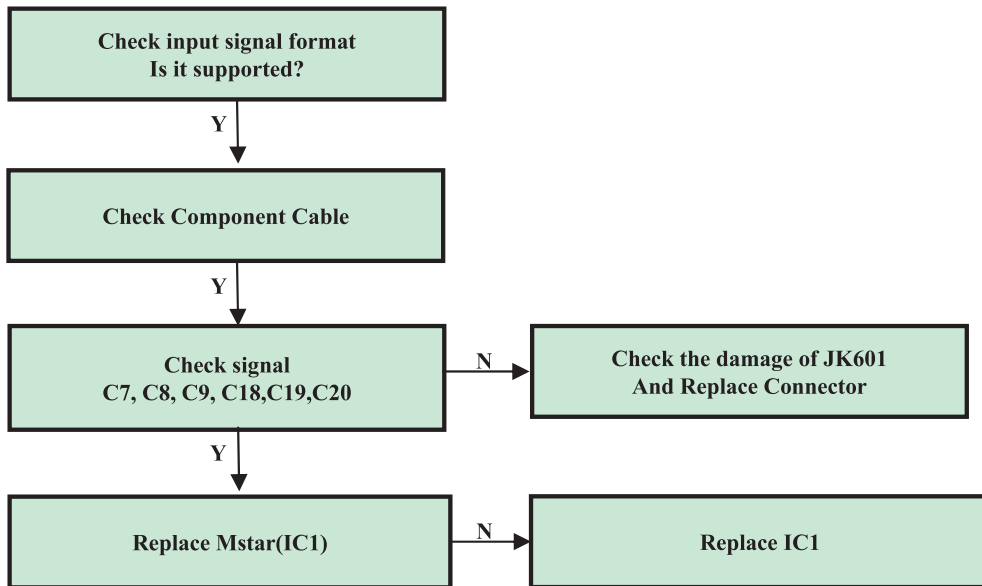 Check input signal format
Is it supported?
Y
Check Component Cable
Y
Check signal
C7, C8, C9, C18,C19,C20
N
Check the damage of JK601
And Replace Connector
Y
Replace Mstar(IC1)
N
Replace IC1